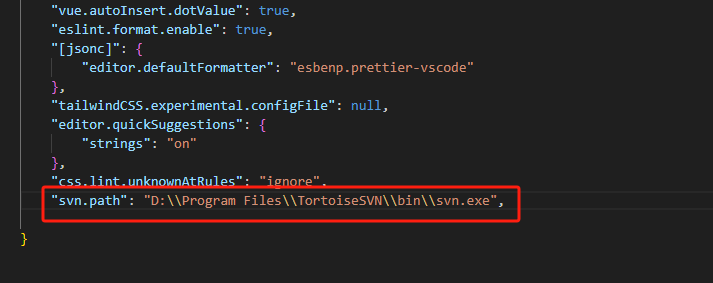 "vue.autoInsert.dotValue": true,
"eslint.format.enable": true,
"[jsonc]": {
"editor.defaultFormatter": "esbenp.prettier-vscode"
},
"tailwindCSS.experimental.configFile": null,
"editor.quickSuggestions": {
"strings": "on"
},
"css.lint.unknownAtRules": "ignore",
"svn.path": "D:\\Program Files\\TortoiseSVN\\bin\\svn.exe",
}